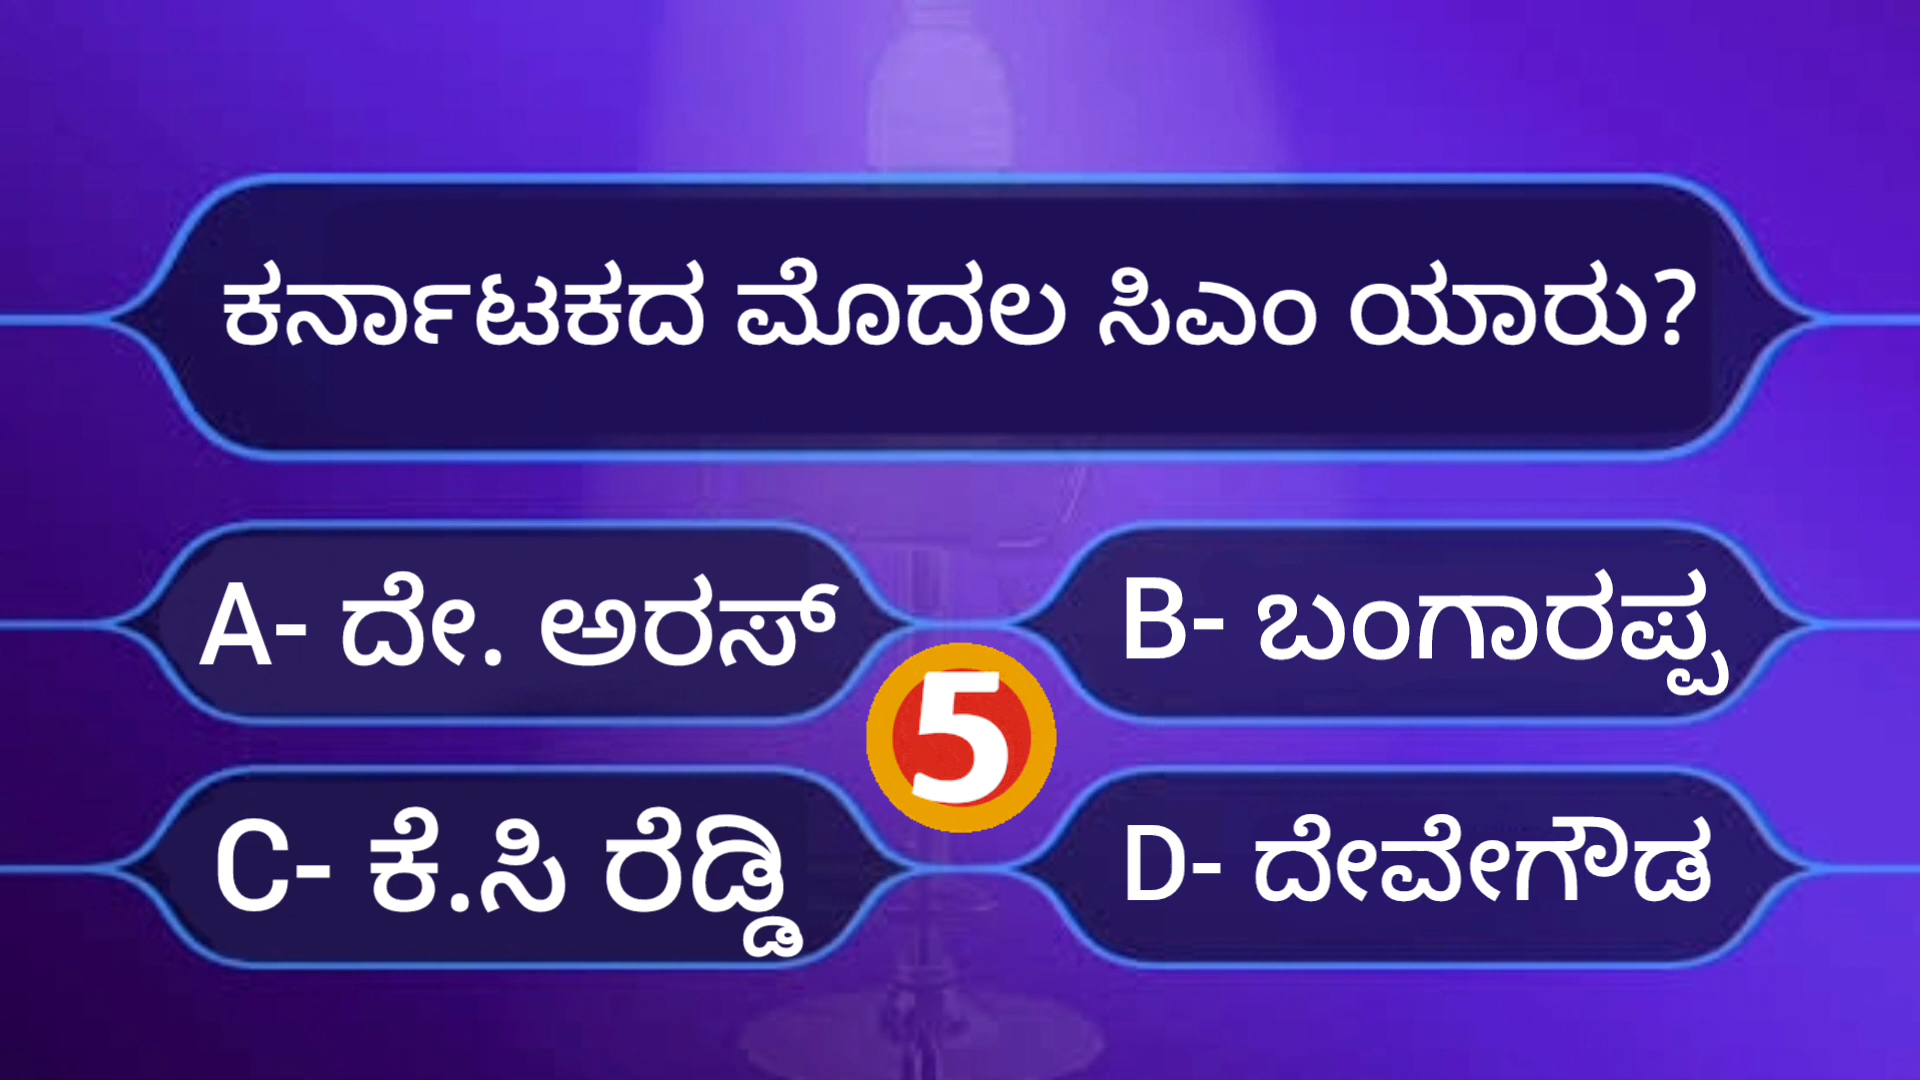 ಕರ್ನಾಟಕದ ಮೊದಲ ಸಿಎಂ ಯಾರು?
A- ದೇ. ಅರಸ್
B- ಬಂಗಾರಪ್ಪ
5
C- ಕೆ.ಸಿ ರೆಡ್ಡಿ
D- ದೇವೇಗೌಡ